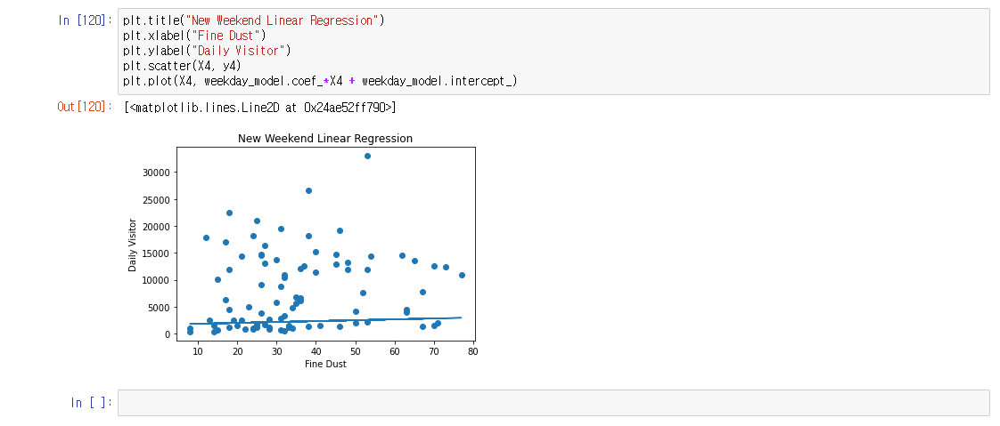 In [120]:
plt.title("New Weekend Linear Regression")
plt.xlabel("Fine Dust")
plt.ylabel("Daily Visitor")
plt.scatter(X4, y4)
plt.plot(X4, weekday_model.coef_*X4 + weekday_model.intercept_)
Out[120]: [<matplotlib.lines.Line2D at 0x24ae52ff790>]
New Weekend Linear Regression
Daily Visitor
30000
25000
20000
15000
10000
5000
0
10 20 30 40 50 60 70 80
Fine Dust
In [ ]: